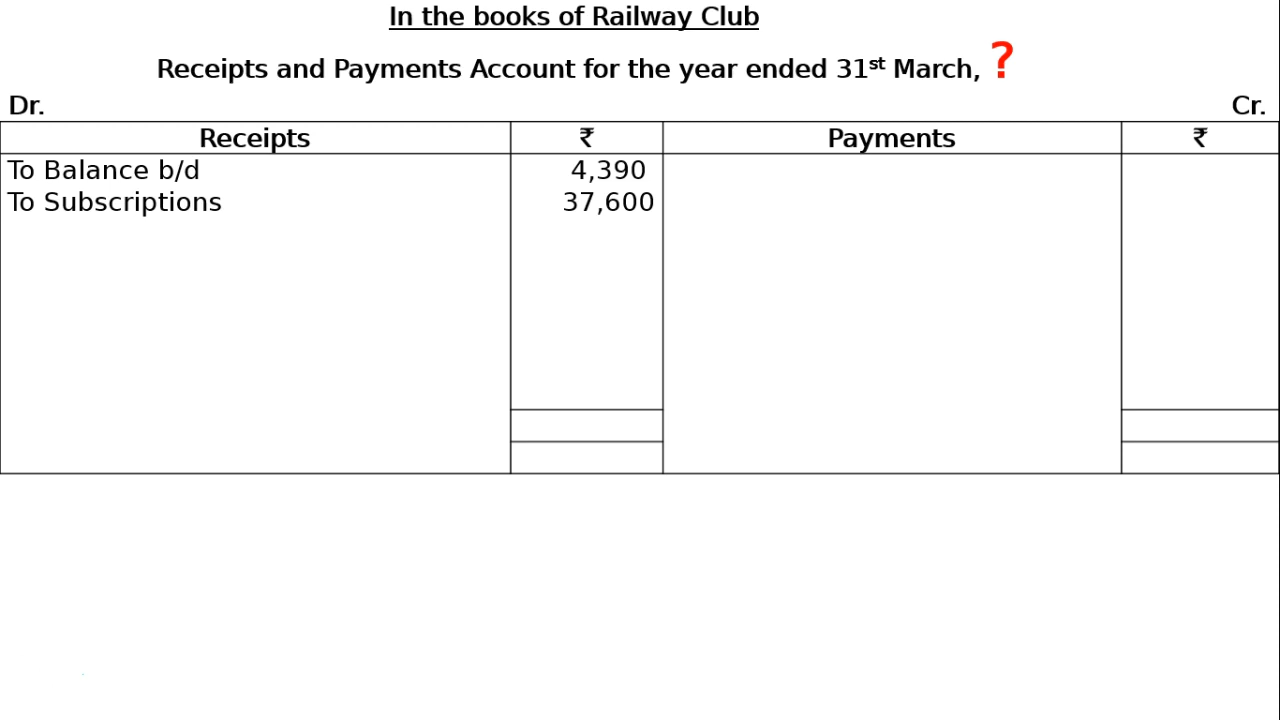 In the books of Railway Club
Receipts and Payments Account for the year ended 31st March, ?
Dr. Cr.
Receipts ₹ Payments ₹
To Balance b/d 4,390
To Subscriptions 37,600